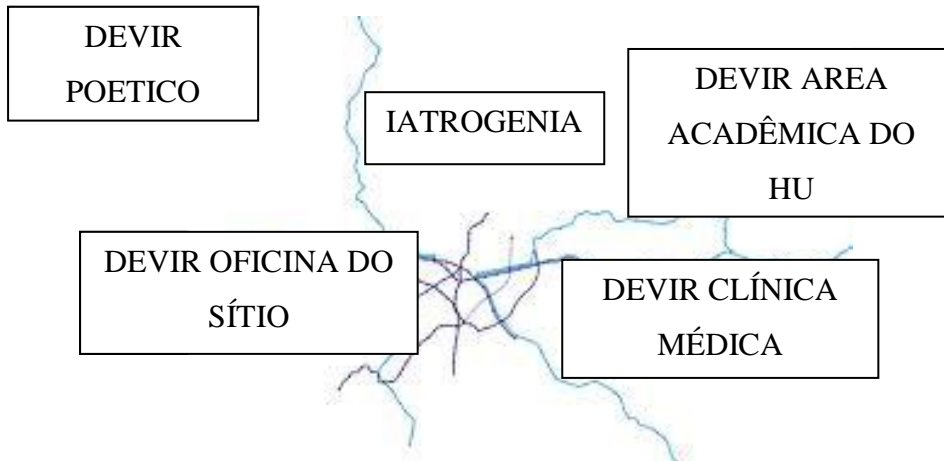 DEVIR
POETICO
IATROGENIA
DEVIR AREA
ACADÊMICA DO
HU
DEVIR OFICINA DO
SÍTIO
DEVIR CLÍNICA
MÉDICA